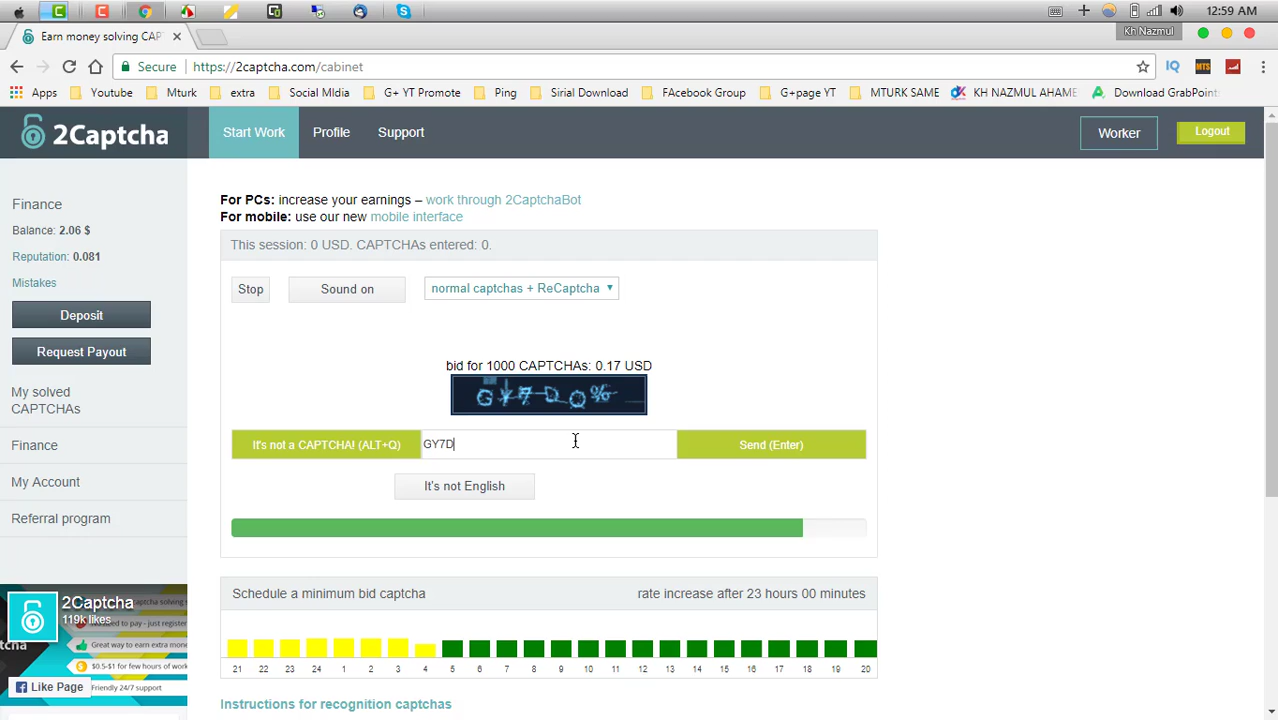 12:59 AM
Earn money solving CAP
Kh Nazmul
Secure
https://2captcha.com/cabinet
Apps Youtube Mturk extra Social MIdia G+ YT Promote Ping Sirial Download FAcebook Group G+page YT MTURK SAME KH NAZMUL AHAME Download GrabPoint
2Captcha Start Work Profile Support Worker Logout
Finance
Balance: 2.06 $
Reputation: 0.081
Mistakes
Deposit
Request Payout
My solved
CAPTCHAs
Finance
My Account
Referral program
2Captcha
119k likes
Like Page
For PCs: increase your earnings – work through 2CaptchaBot
For mobile: use our new mobile interface
This session: 0 USD. CAPTCHAs entered: 0.
Stop Sound on normal captchas + ReCaptcha
bid for 1000 CAPTCHAs: 0.17 USD
It's not a CAPTCHA! (ALT+Q) GY7D Send (Enter)
It's not English
Schedule a minimum bid captcha rate increase after 23 hours 00 minutes
21 22 23 24 1 2 3 4 5 6 7 8 9 10 11 12 13 14 15 16 17 18 19 20
Instructions for recognition captchas